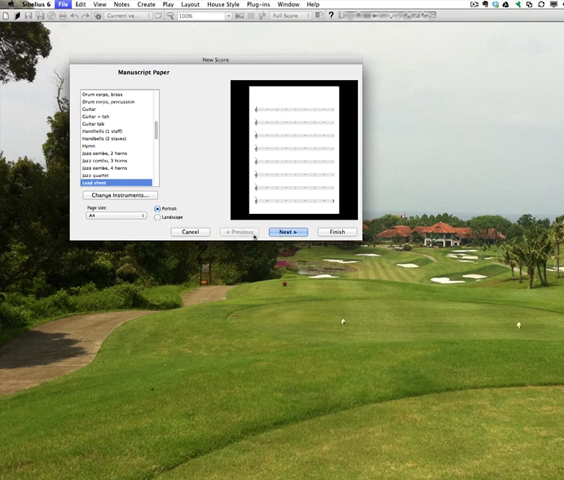 Sibelius 6 File Edit View Notes Create Play Layout House Style Plug-ins Window Help
100% Full Score
New Score
Manuscript Paper
Drum corps, brass
Drum corps, percussion
Guitar
Guitar + tab
Guitar tab
Handbells (1 staff)
Handbells (2 staves)
Hymn
Jazz combo, 2 horns
Jazz combo, 3 horns
Jazz combo, 4 horns
Jazz quartet
Lead sheet
Change Instruments...
Page size:
A4
Portrait
Landscape
Cancel < Previous Next > Finish